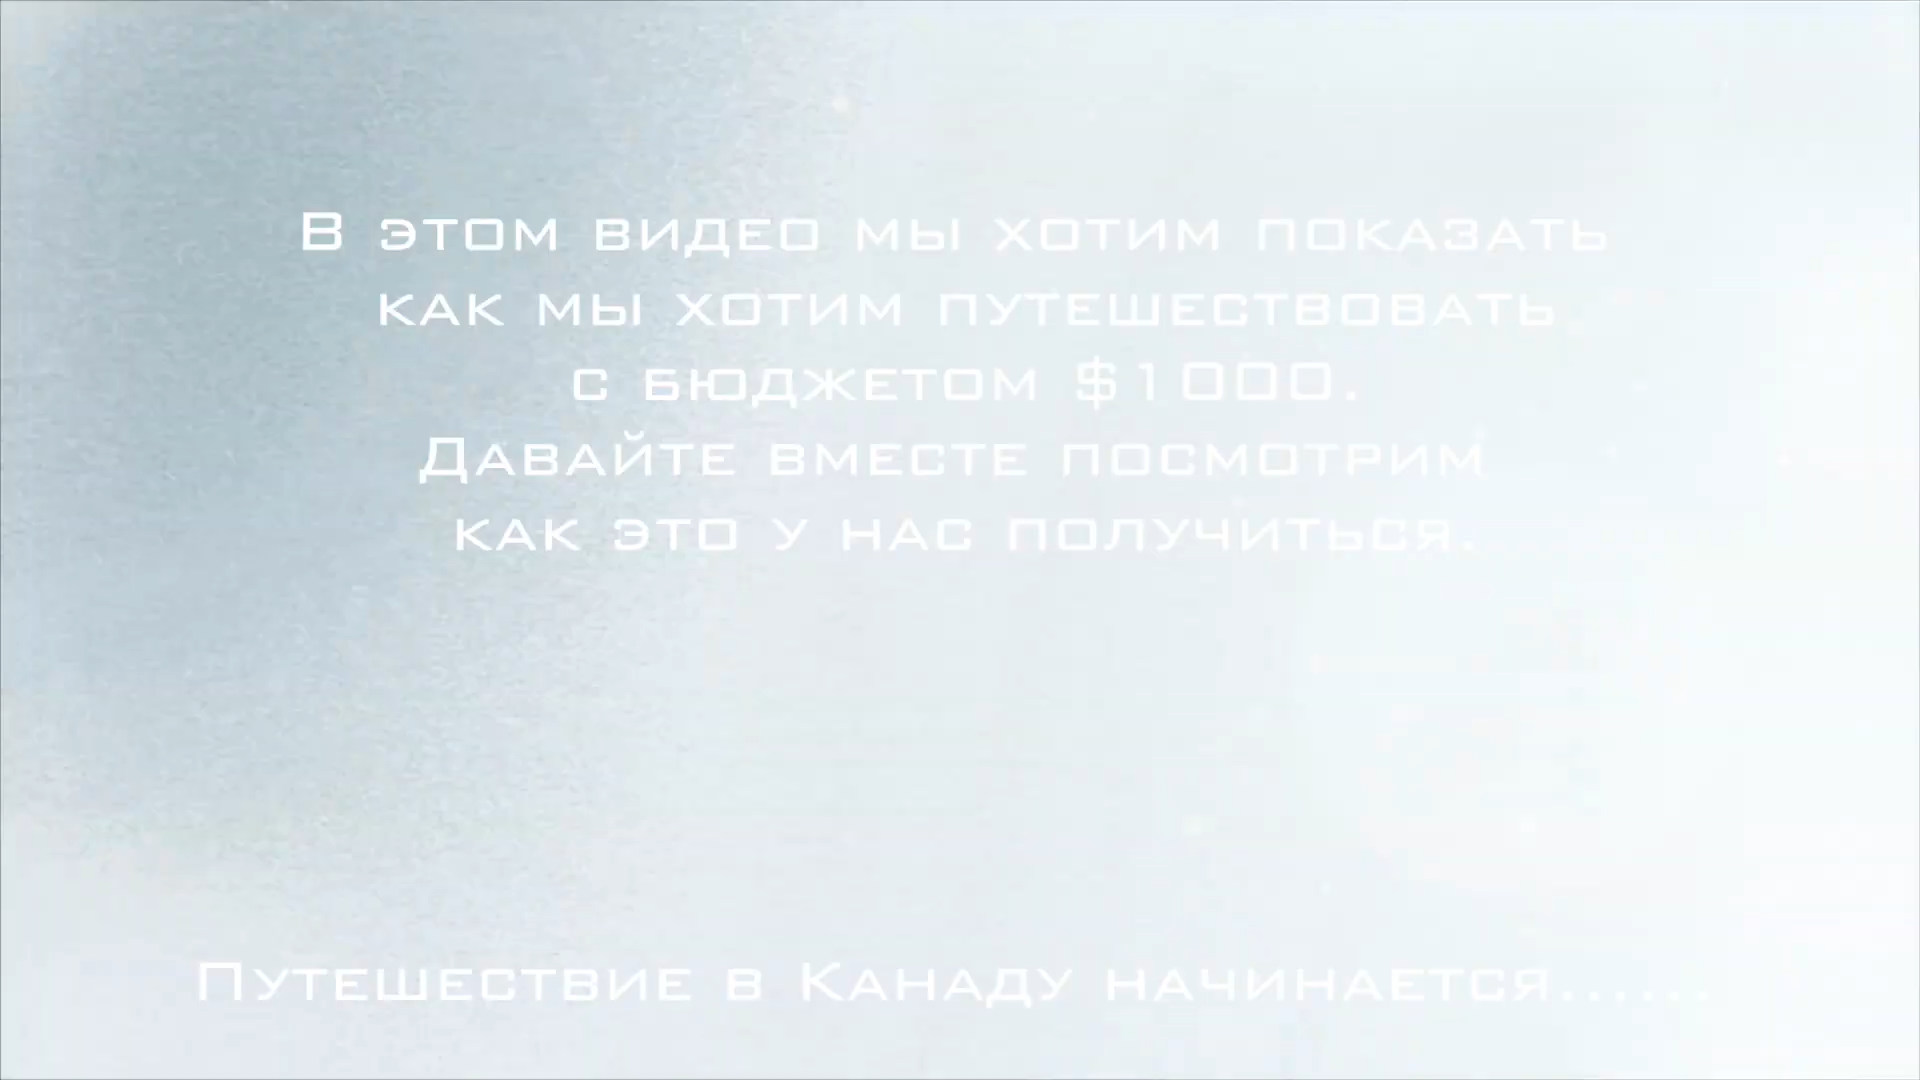 В этом видео мы хотим показать
как мы хотим путешествовать
с бюджетом $1000.
Давайте вместе посмотрим
как это у нас получиться.
Путешествие в Канаду начинается......